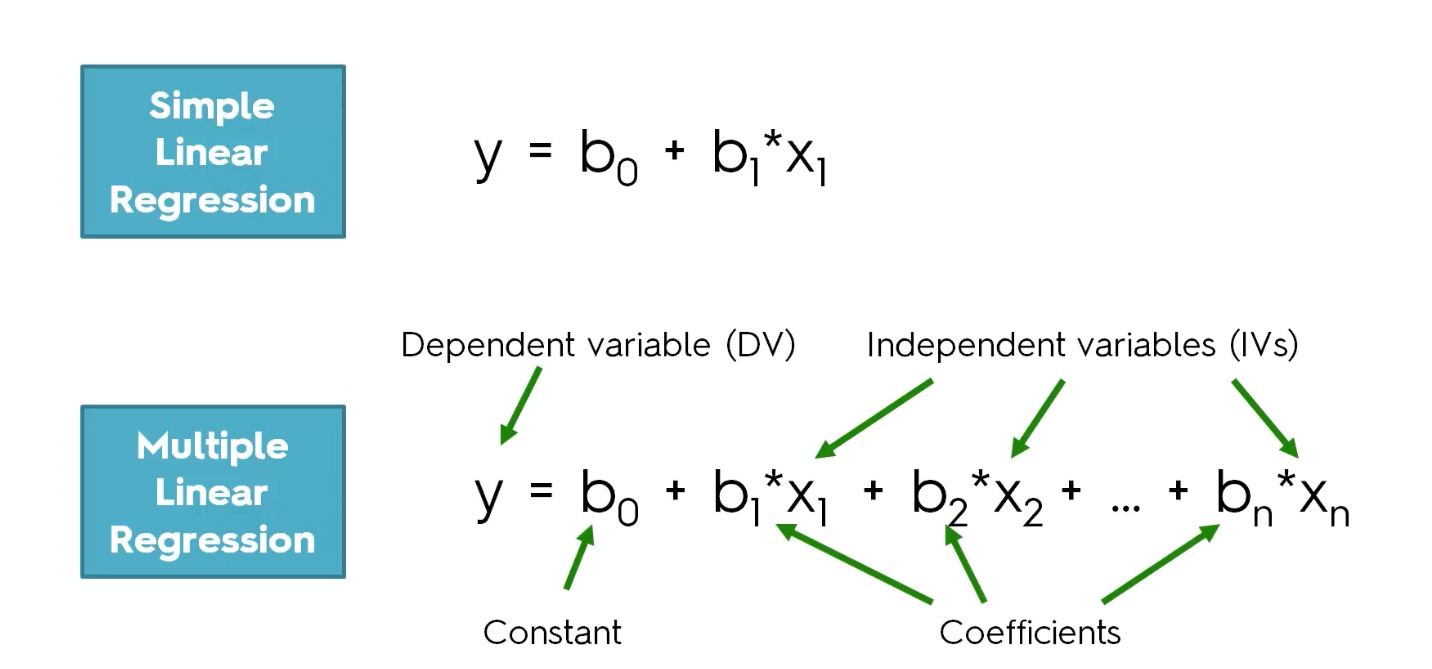 Simple
Linear
Regression
y = b₀ + b₁*x₁
Dependent variable (DV)
Independent variables (IVs)
Multiple
Linear
Regression
y = b₀ + b₁*x₁ + b₂*x₂ + ... + bₙ*xₙ
Constant
Coefficients